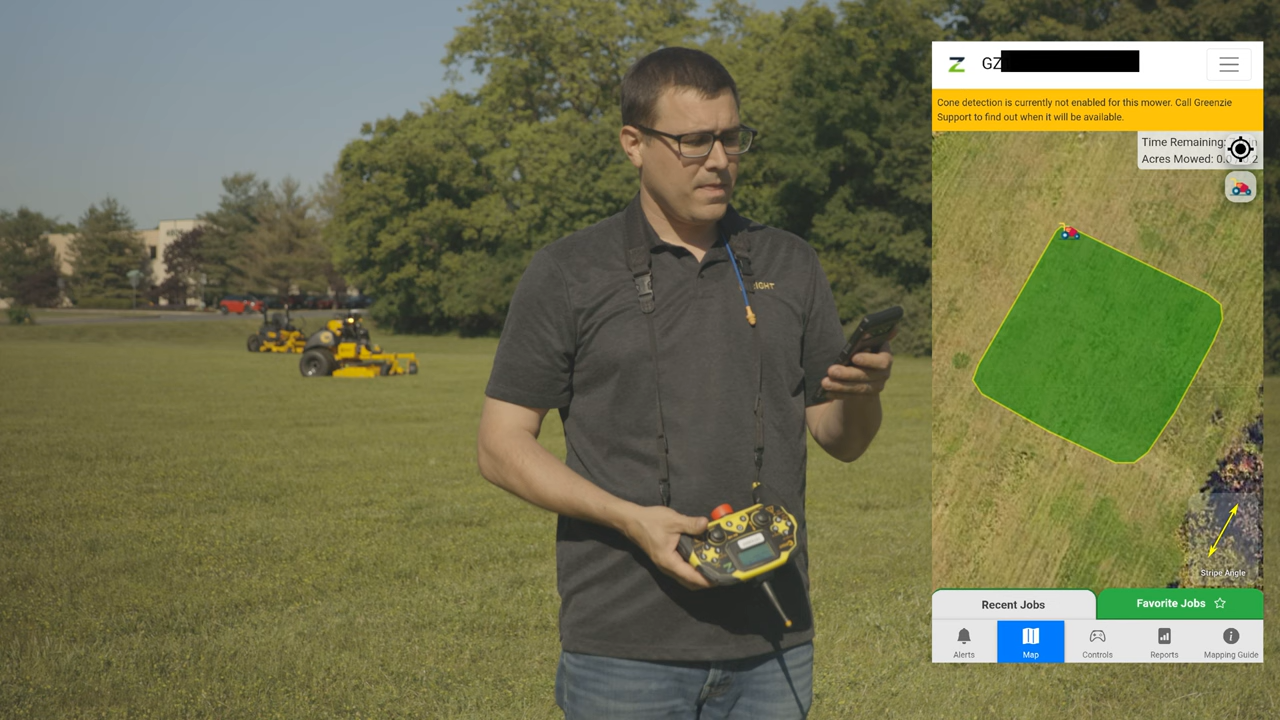 IGHT
GZ
Cone detection is currently not enabled for this mower. Call Greenzie
Support to find out when it will be available.
Time Remaining:
Acres Mowed:
Stripe Angle
Recent Jobs
Favorite Jobs
Alerts
Map
Controls
Reports
Mapping Guide